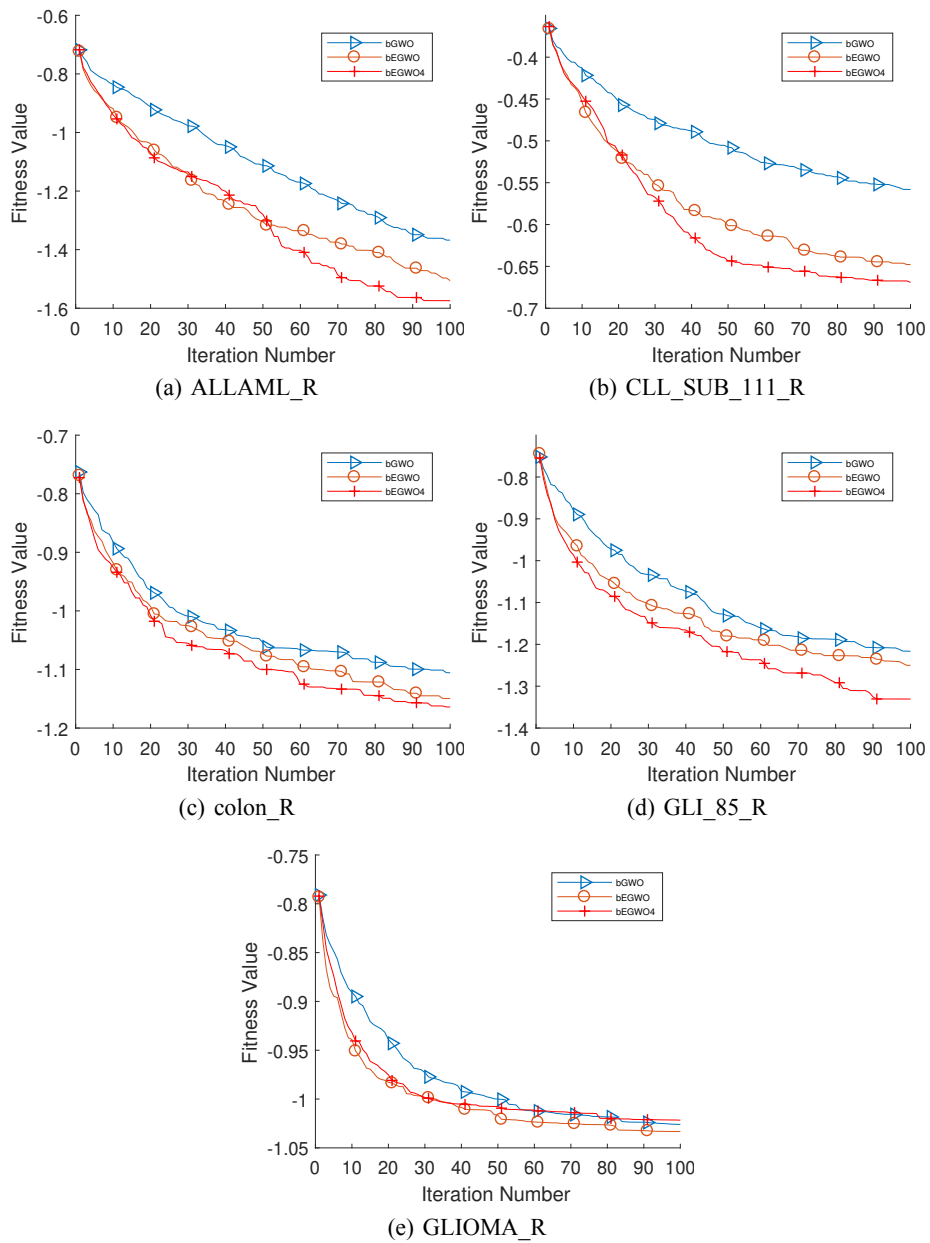 -0.6
-0.8
-1
-1.2
-1.4
-1.6
Fitness Value
bGWO
bEGWO
bEGWO4
0 10 20 30 40 50 60 70 80 90 100
Iteration Number
(a) ALLAML_R
-0.4
-0.45
-0.5
-0.55
-0.6
-0.65
-0.7
Fitness Value
bGWO
bEGWO
bEGWO4
0 10 20 30 40 50 60 70 80 90 100
Iteration Number
(b) CLL_SUB_111_R
-0.7
-0.8
-0.9
-1
-1.1
-1.2
Fitness Value
bGWO
bEGWO
bEGWO4
0 10 20 30 40 50 60 70 80 90 100
Iteration Number
(c) colon_R
-0.8
-0.9
-1
-1.1
-1.2
-1.3
-1.4
Fitness Value
bGWO
bEGWO
bEGWO4
0 10 20 30 40 50 60 70 80 90 100
Iteration Number
(d) GLI_85_R
-0.75
-0.8
-0.85
-0.9
-0.95
-1
-1.05
Fitness Value
bGWO
bEGWO
bEGWO4
0 10 20 30 40 50 60 70 80 90 100
Iteration Number
(e) GLIOMA_R